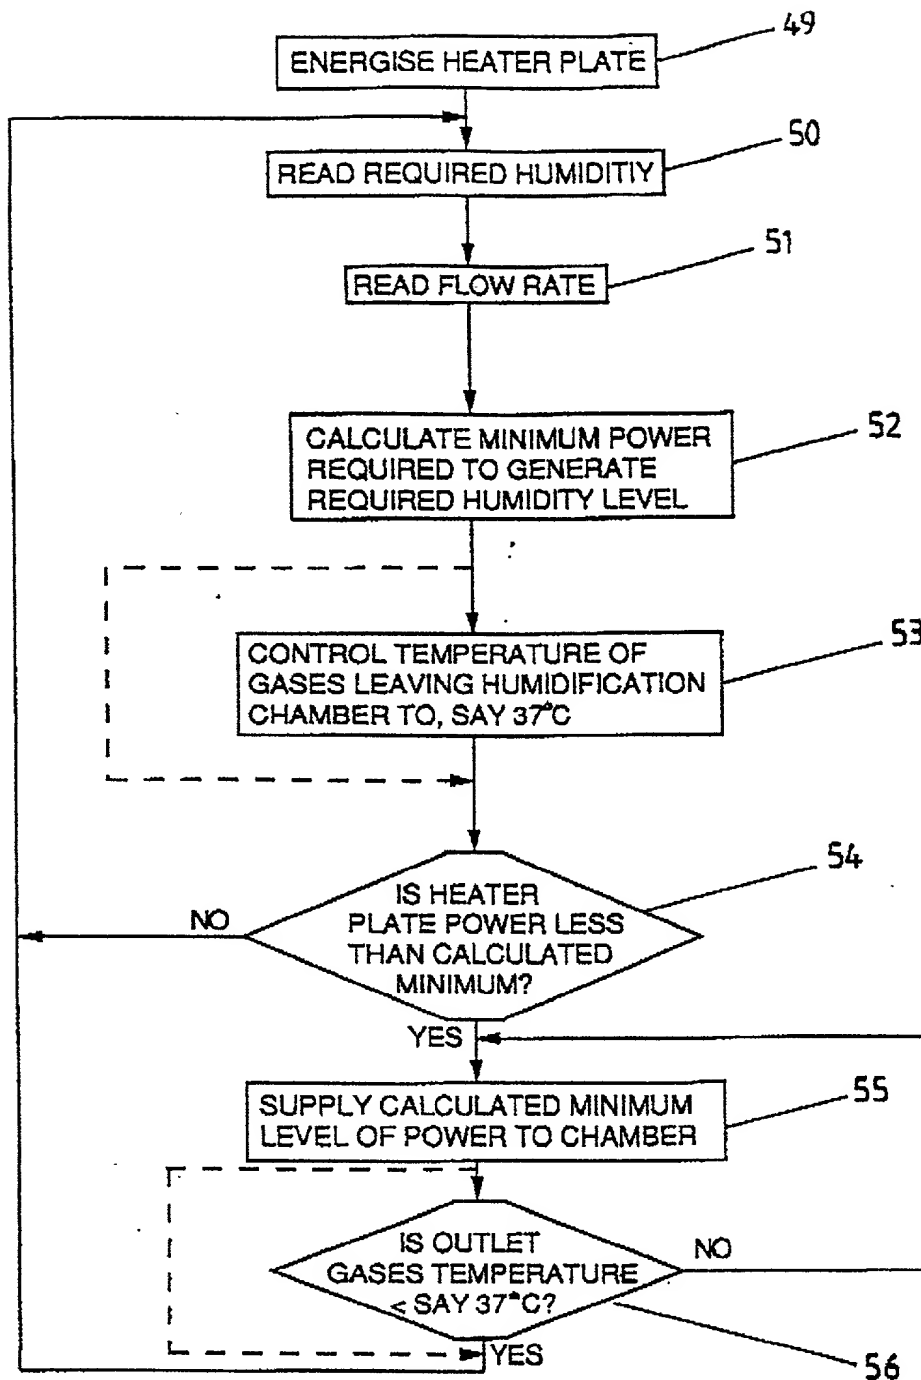 49
ENERGISE HEATER PLATE
50
READ REQUIRED HUMIDITIY
51
READ FLOW RATE
52
CALCULATE MINIMUM POWER
REQUIRED TO GENERATE
REQUIRED HUMIDITY LEVEL
53
CONTROL TEMPERATURE OF
GASES LEAVING HUMIDIFICATION
CHAMBER TO, SAY 37°C
54
IS HEATER
PLATE POWER LESS
THAN CALCULATED
MINIMUM?
NO
YES
55
SUPPLY CALCULATED MINIMUM
LEVEL OF POWER TO CHAMBER
IS OUTLET
GASES TEMPERATURE
< SAY 37°C?
NO
YES
56